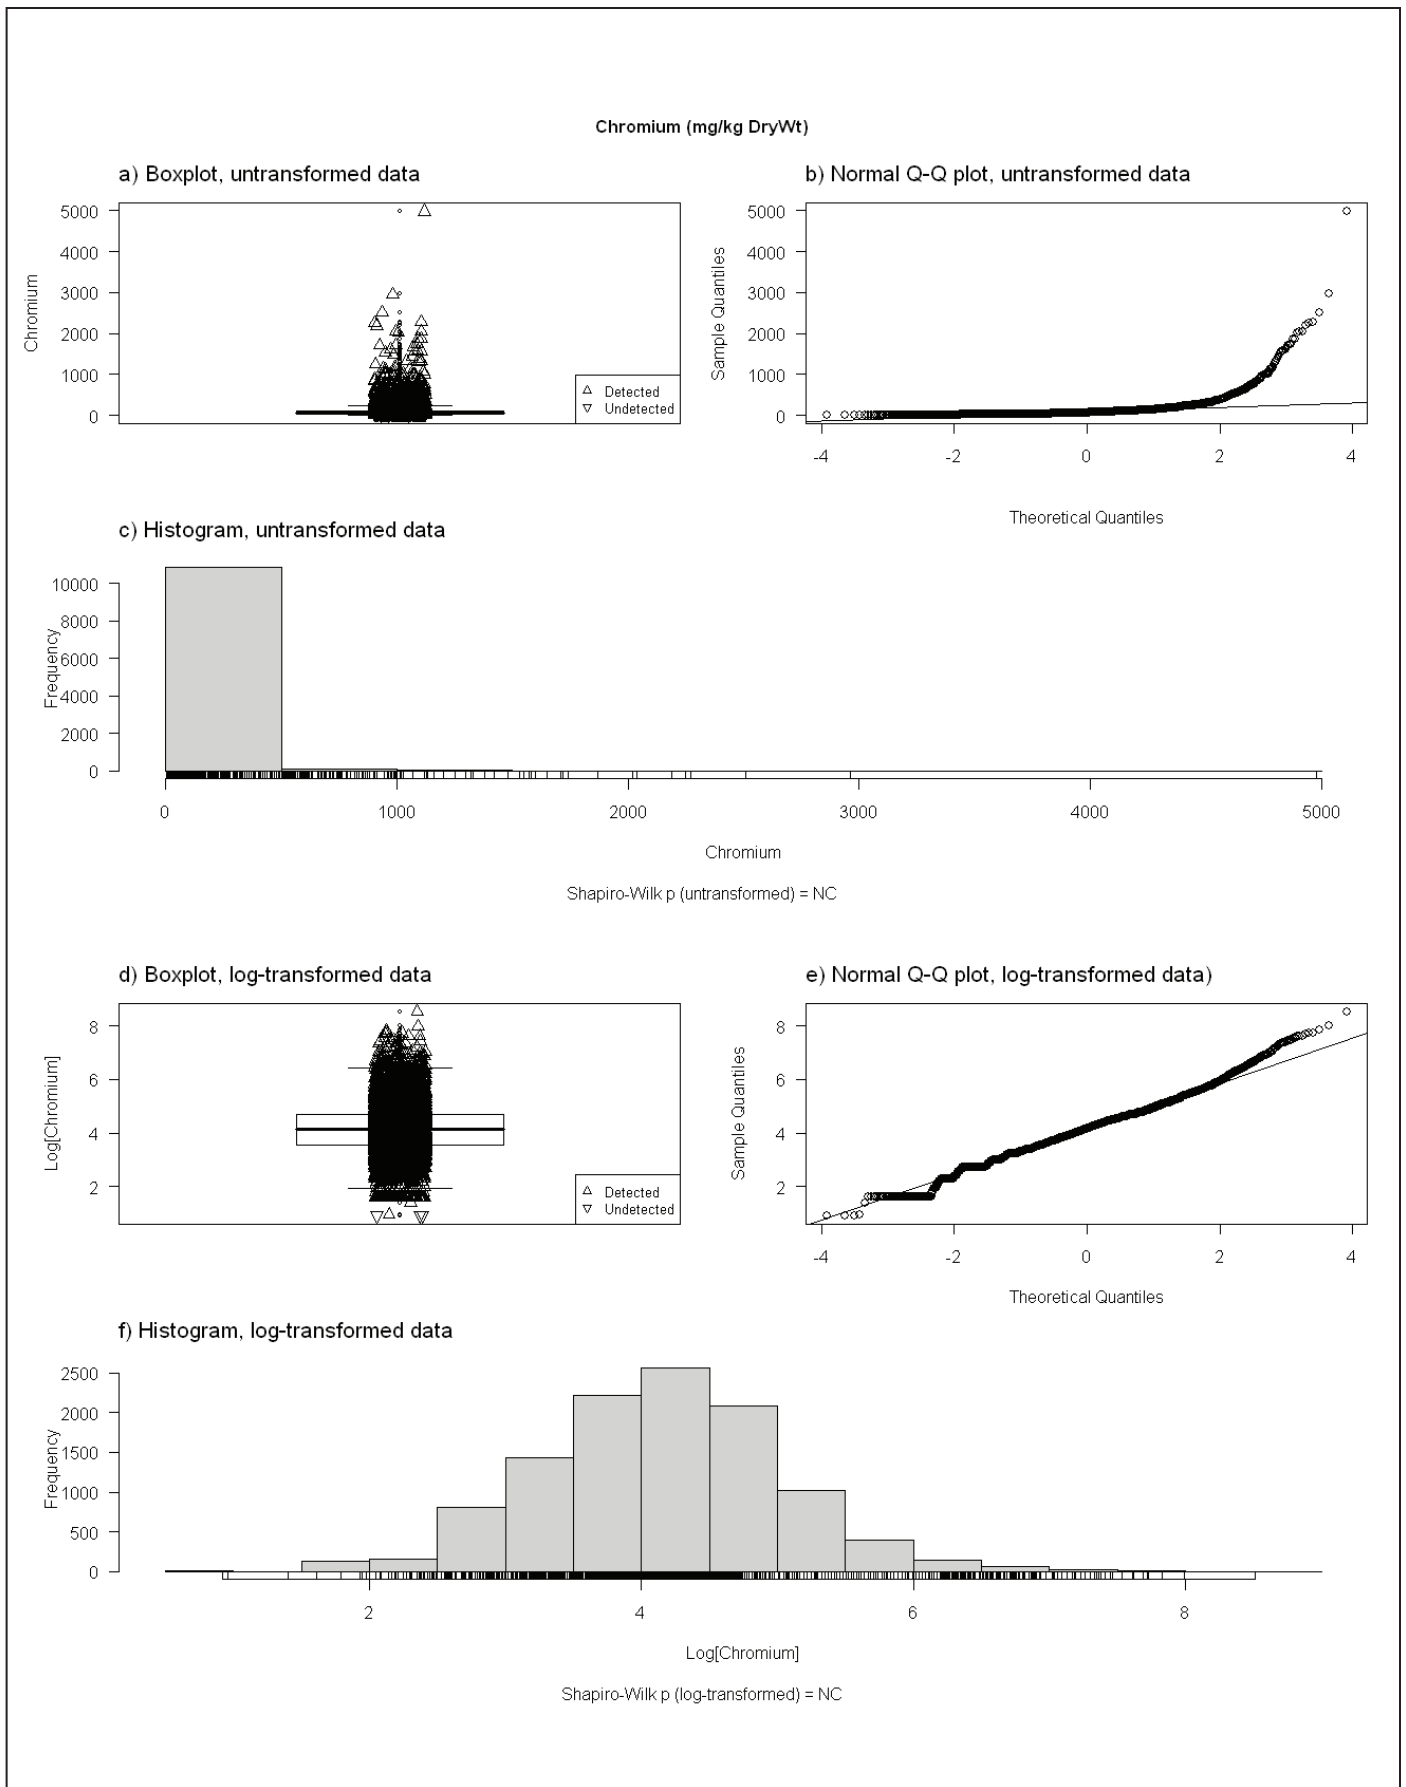 Chromium (mg/kg DryWt)
a) Boxplot, untransformed data
Chromium
5000
4000
3000
2000
1000
0
Detected
Undetected
b) Normal Q-Q plot, untransformed data
Sample Quantiles
5000
4000
3000
2000
1000
0
-4 -2 0 2 4
Theoretical Quantiles
c) Histogram, untransformed data
Frequency
10000
8000
6000
4000
2000
0
0 1000 2000 3000 4000 5000
Chromium
Shapiro-Wilk p (untransformed) = NC
d) Boxplot, log-transformed data
Log[Chromium]
8
6
4
2
Detected
Undetected
e) Normal Q-Q plot, log-transformed data)
Sample Quantiles
8
6
4
2
-4 -2 0 2 4
Theoretical Quantiles
f) Histogram, log-transformed data
Frequency
2500
2000
1500
1000
500
0
2 4 6 8
Log[Chromium]
Shapiro-Wilk p (log-transformed) = NC